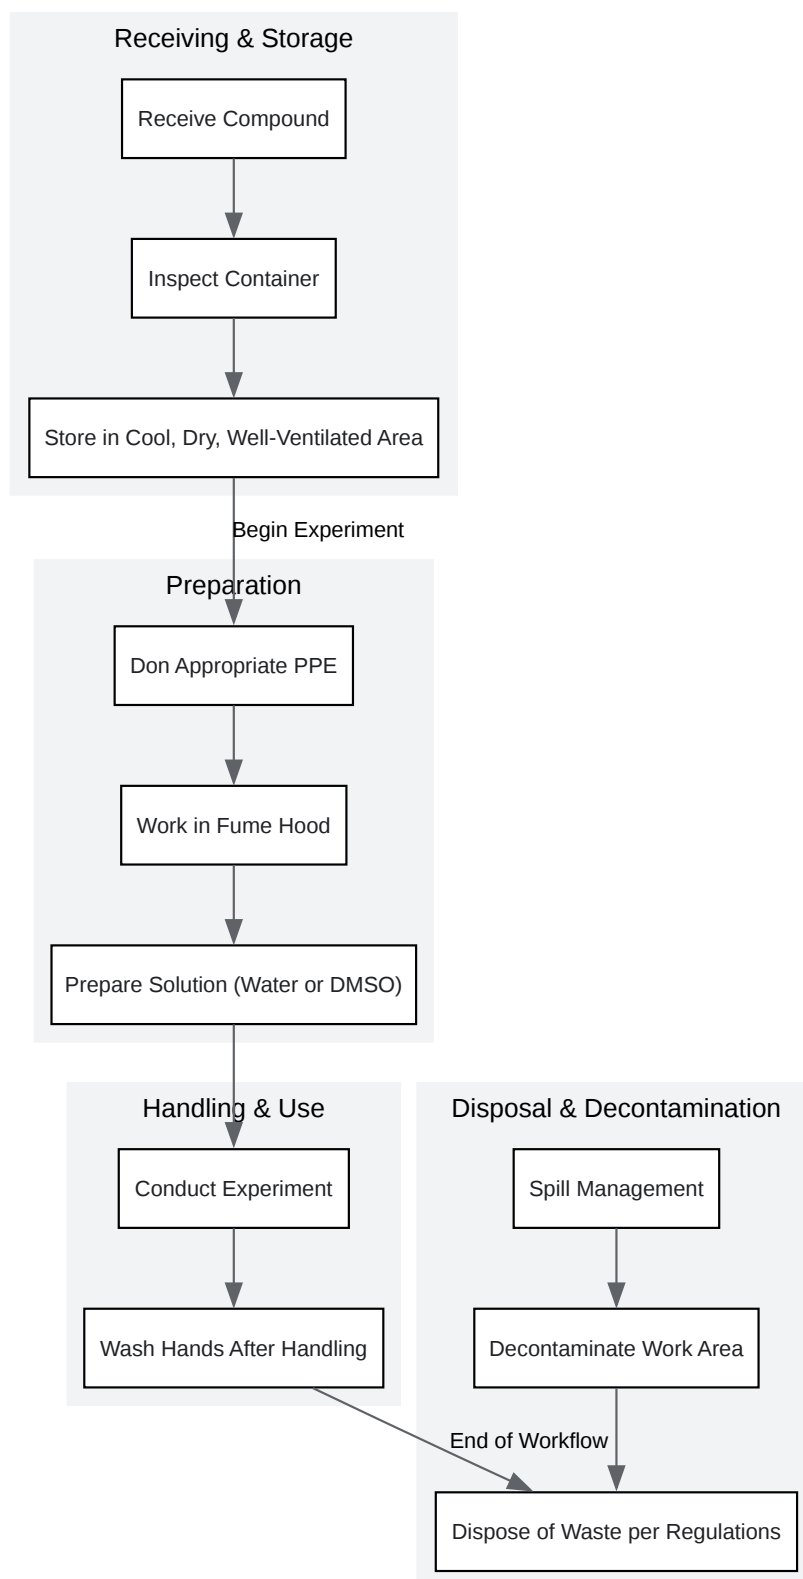 Receiving & Storage
Receive Compound
Inspect Container
Store in Cool, Dry, Well-Ventilated Area
Begin Experiment
Preparation
Don Appropriate PPE
Work in Fume Hood
Prepare Solution (Water or DMSO)
Handling & Use
Conduct Experiment
Wash Hands After Handling
Disposal & Decontamination
Spill Management
Decontaminate Work Area
End of Workflow
Dispose of Waste per Regulations